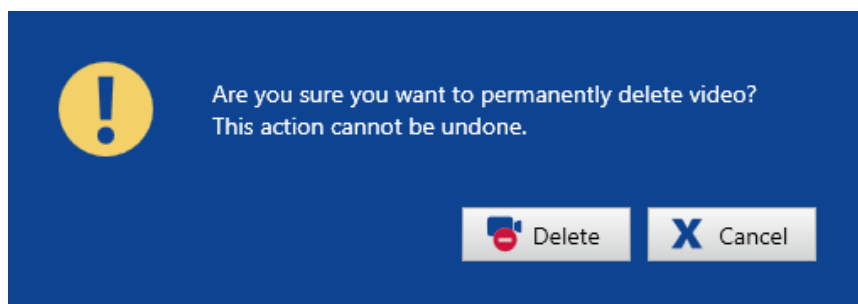 Are you sure you want to permanently delete video?
This action cannot be undone.
Delete
Cancel